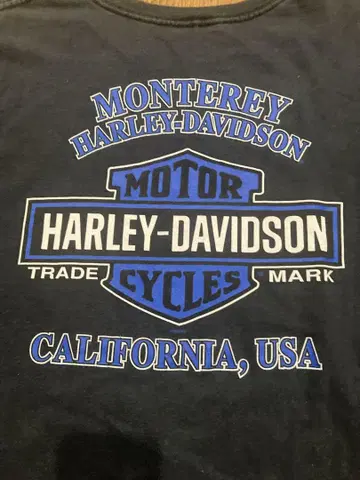 MONTEREY
HARLEY-DAVIDSON
MOTOR
HARLEY-DAVIDSON
TRADE MARK
CYCLES
CALIFORNIA, USA